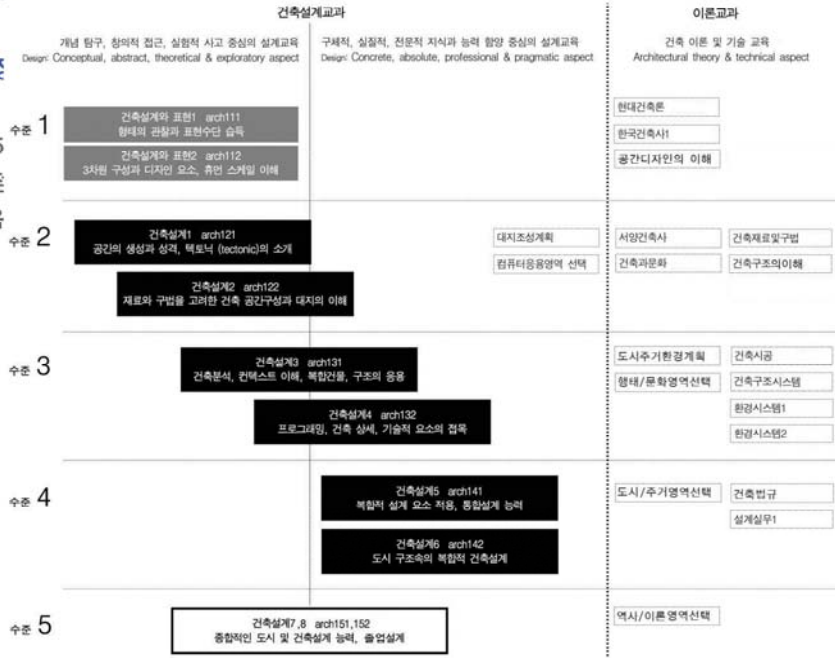 건축설계교과
이론교과
개념 탐구, 창의적 접근, 실험적 사고 중심의 설계교육
Design: Conceptual, abstract, theoretical & exploratory aspect
구체적, 실질적, 전문적 지식과 능력 함양 중심의 설계교육
Design: Concrete, absolute, professional & pragmatic aspect
건축 이론 및 기술 교육
Architectural theory & technical aspect
수준 1
건축설계와 표현1 arch111
형태의 관찰과 표현수단 습득
건축설계와 표현2 arch112
3차원 구성과 디자인 요소, 휴먼 스케일 이해
현대건축론
한국건축사1
공간디자인의 이해
수준 2
건축설계1 arch121
공간의 생성과 성격, 텍토닉 (tectonic)의 소개
건축설계2 arch122
재료와 구법을 고려한 건축 공간구성과 대지의 이해
대지조성계획
컴퓨터응용영역 선택
서양건축사
건축과문화
건축재료및구법
건축구조의이해
수준 3
건축설계3 arch131
건축분석, 컨텍스트 이해, 복합건물, 구조의 응용
건축설계4 arch132
프로그래밍, 건축 상세, 기술적 요소의 접목
도시주거환경계획
행태/문화영역선택
건축시공
건축구조시스템
환경시스템1
환경시스템2
수준 4
건축설계5 arch141
복합적 설계 요소 적용, 통합설계 능력
건축설계6 arch142
도시 구조속의 복합적 건축설계
도시/주거영역선택
건축법규
설계실무1
수준 5
건축설계7,8 arch151,152
종합적인 도시 및 건축설계 능력, 졸업설계
역사/이론영역선택